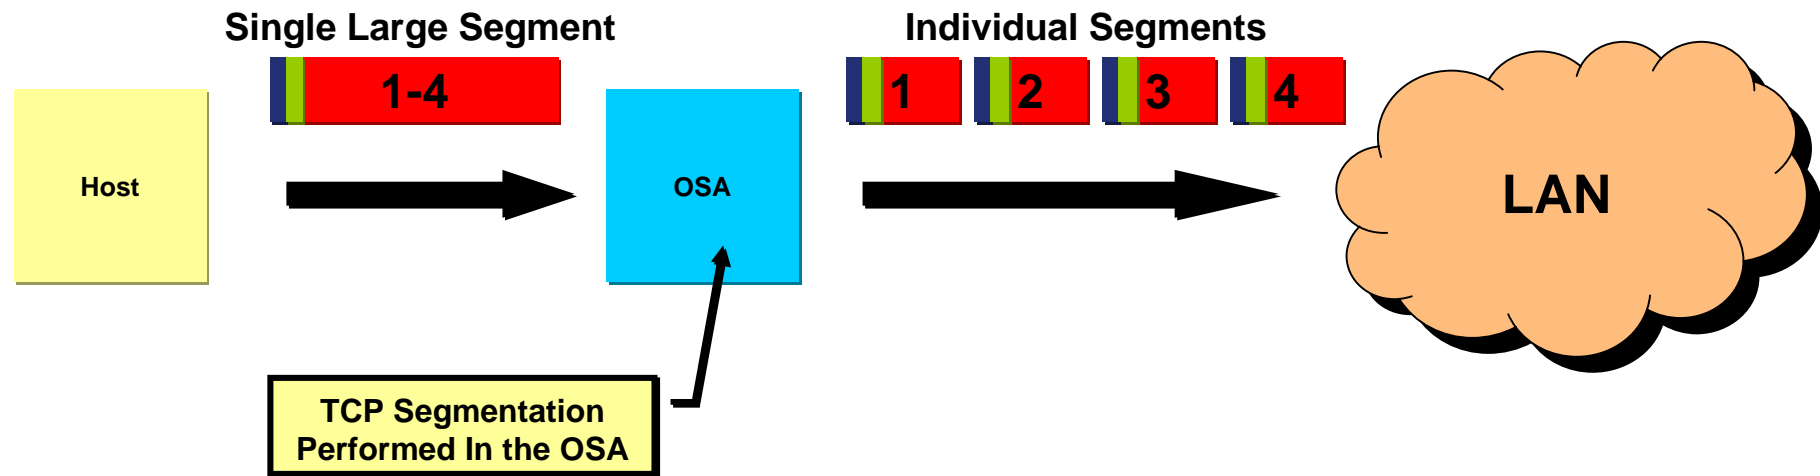 Single Large Segment
Individual Segments
1-4
1
2
3
4
Host
OSA
LAN
TCP Segmentation
Performed In the OSA